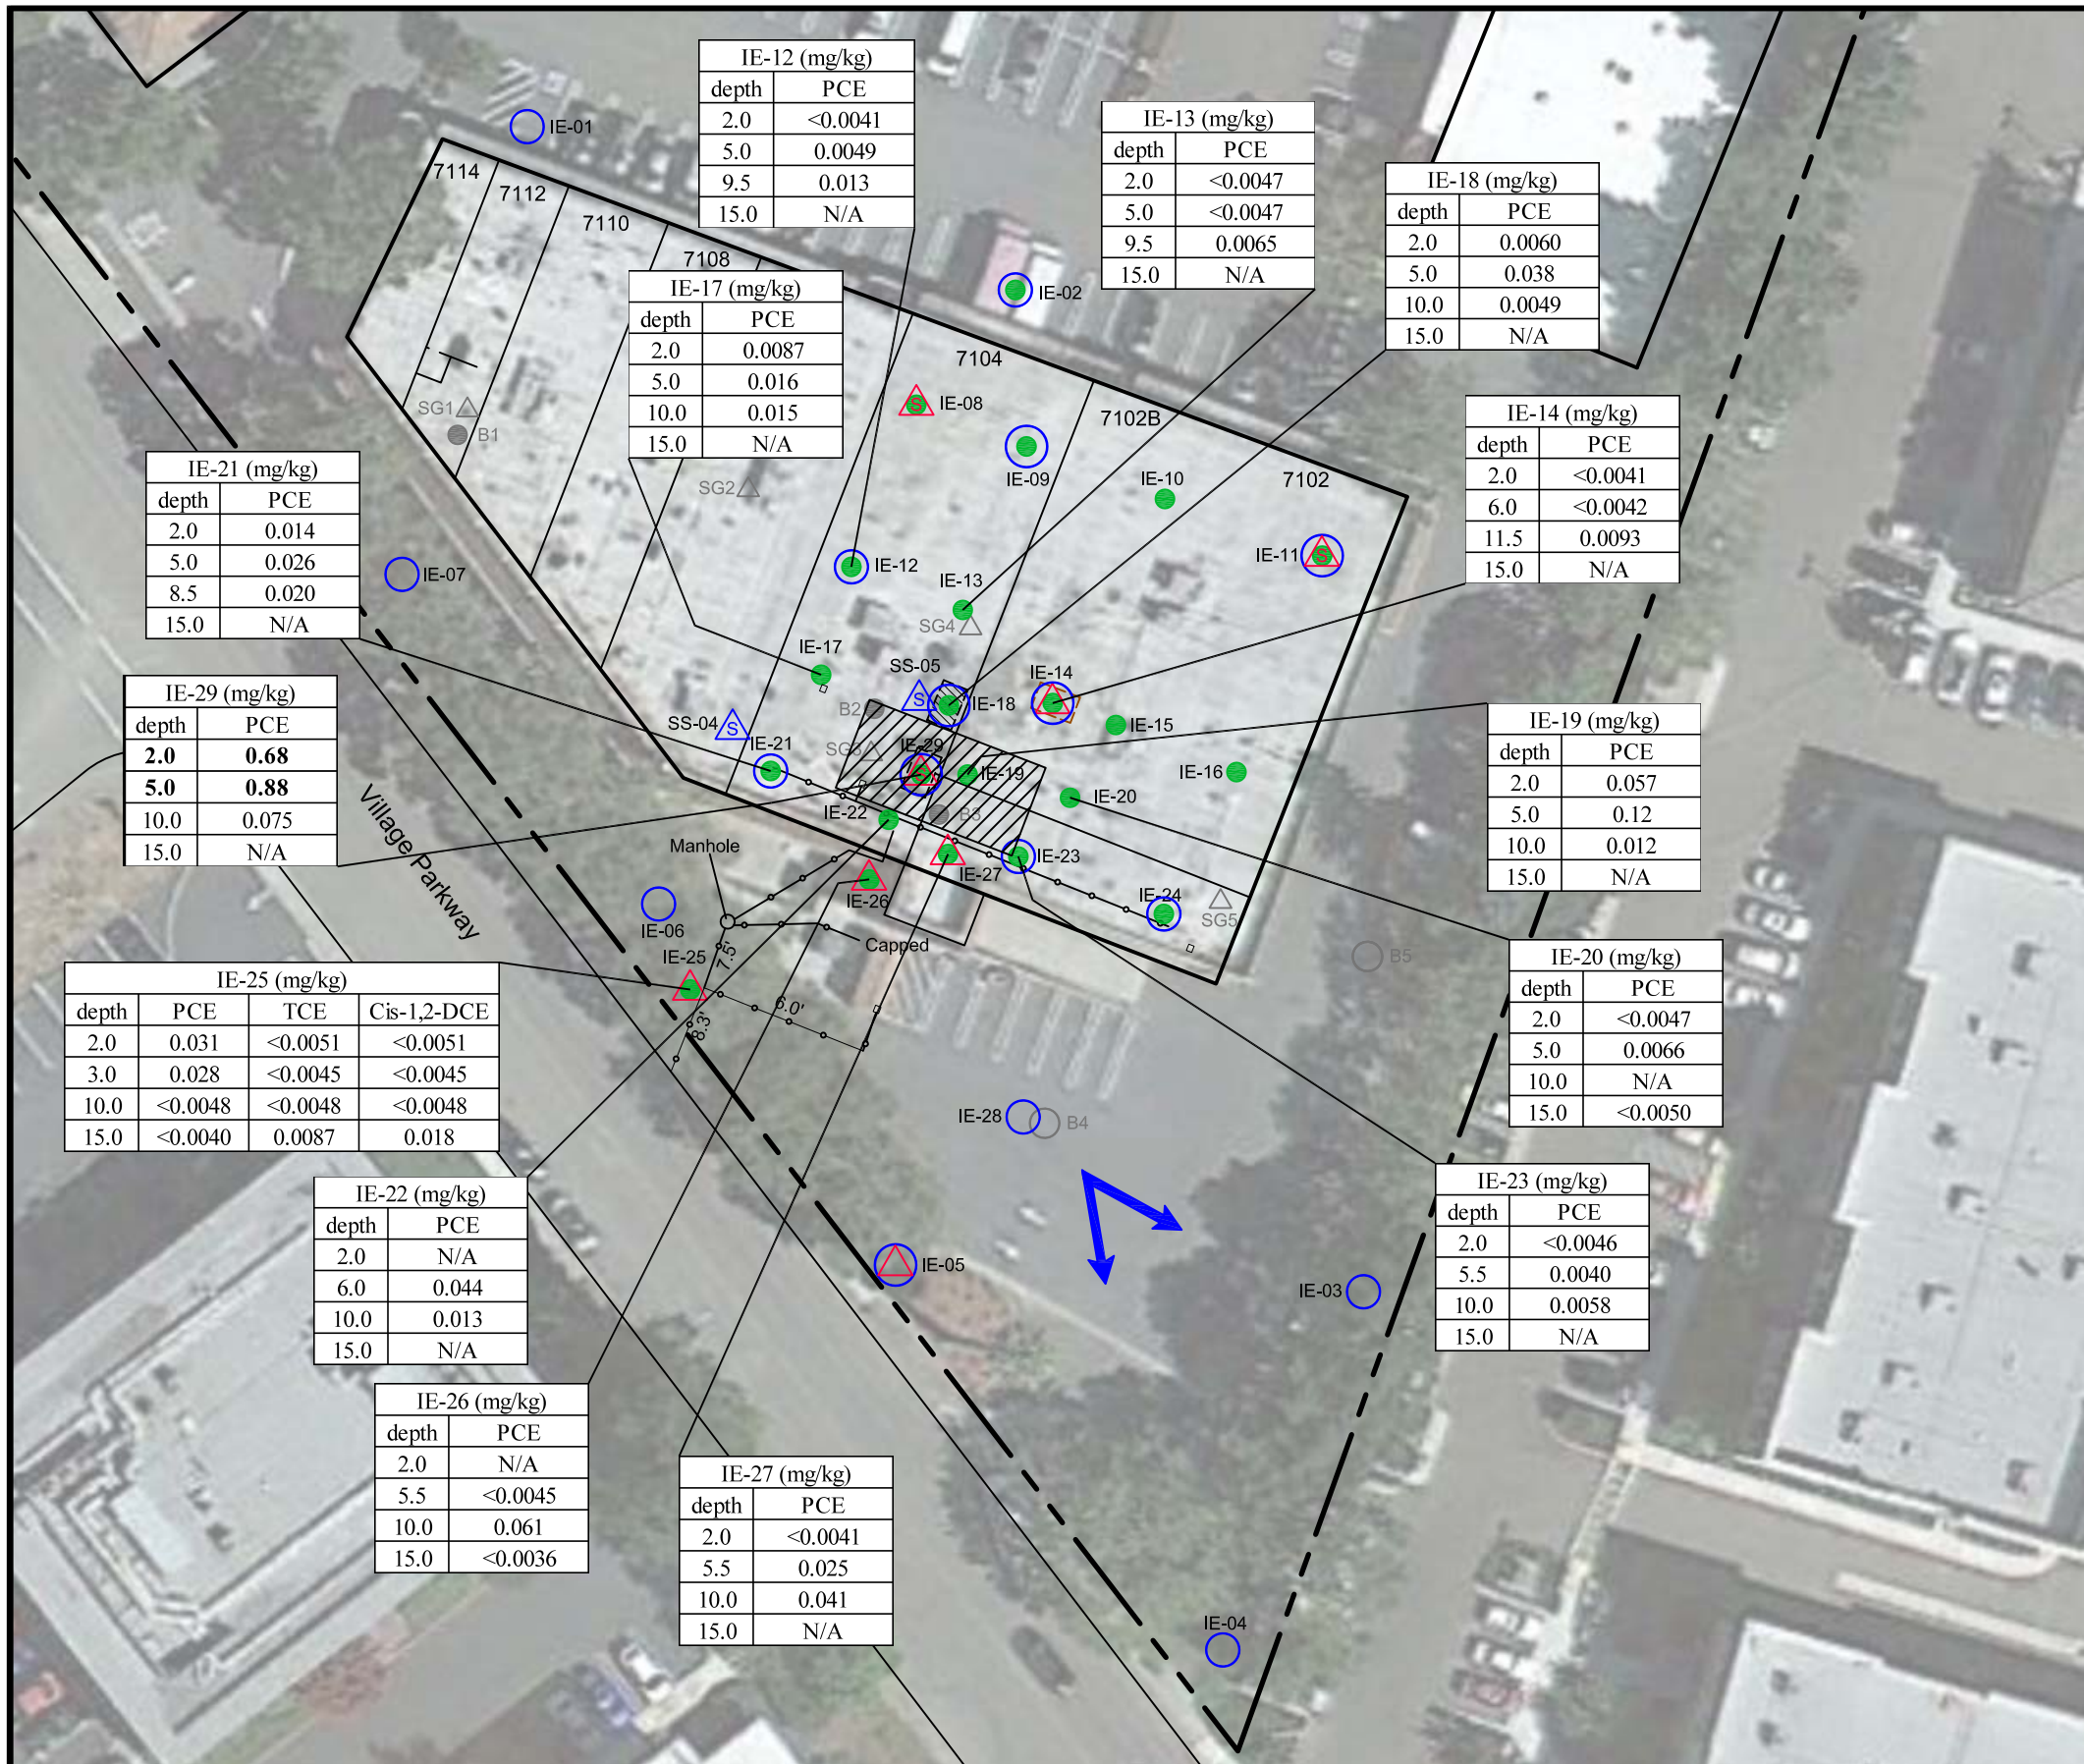 IE-12 (mg/kg)
depth PCE
2.0 <0.0041
5.0 0.0049
9.5 0.013
15.0 N/A
IE-13 (mg/kg)
depth PCE
2.0 <0.0047
5.0 <0.0047
9.5 0.0065
15.0 N/A
IE-18 (mg/kg)
depth PCE
2.0 0.0060
5.0 0.038
10.0 0.0049
15.0 N/A
IE-17 (mg/kg)
depth PCE
2.0 0.0087
5.0 0.016
10.0 0.015
15.0 N/A
IE-14 (mg/kg)
depth PCE
2.0 <0.0041
6.0 <0.0042
11.5 0.0093
15.0 N/A
IE-21 (mg/kg)
depth PCE
2.0 0.014
5.0 0.026
8.5 0.020
15.0 N/A
IE-29 (mg/kg)
depth PCE
2.0 0.68
5.0 0.88
10.0 0.075
15.0 N/A
IE-19 (mg/kg)
depth PCE
2.0 0.057
5.0 0.12
10.0 0.012
15.0 N/A
IE-25 (mg/kg)
depth PCE TCE Cis-1,2-DCE
2.0 0.031 <0.0051 <0.0051
3.0 0.028 <0.0045 <0.0045
10.0 <0.0048 <0.0048 <0.0048
15.0 <0.0040 0.0087 0.018
IE-20 (mg/kg)
depth PCE
2.0 <0.0047
5.0 0.0066
10.0 N/A
15.0 <0.0050
IE-22 (mg/kg)
depth PCE
2.0 N/A
6.0 0.044
10.0 0.013
15.0 N/A
IE-23 (mg/kg)
depth PCE
2.0 <0.0046
5.5 0.0040
10.0 0.0058
15.0 N/A
IE-26 (mg/kg)
depth PCE
2.0 N/A
5.5 <0.0045
10.0 0.061
15.0 <0.0036
IE-27 (mg/kg)
depth PCE
2.0 <0.0041
5.5 0.025
10.0 0.041
15.0 N/A
IE-01
7114
7112
7110
7108
7104
7102B
7102
IE-02
S IE-08
IE-09
IE-10
IE-11 S
SG1
B1
SG2
IE-07
IE-12
IE-13
SG4
IE-17
SS-05
S
IE-18
IE-14
IE-15
B2
SS-04
S
SG3
IE-21
IE-29
S
IE-19
IE-16
IE-20
IE-22
B3
IE-23
IE-27
IE-26
IE-24
SG5
Manhole
Capped
IE-06
IE-25
7.5'
6.0'
8.3'
Village Parkway
B5
IE-28
B4
IE-05
IE-03
IE-04